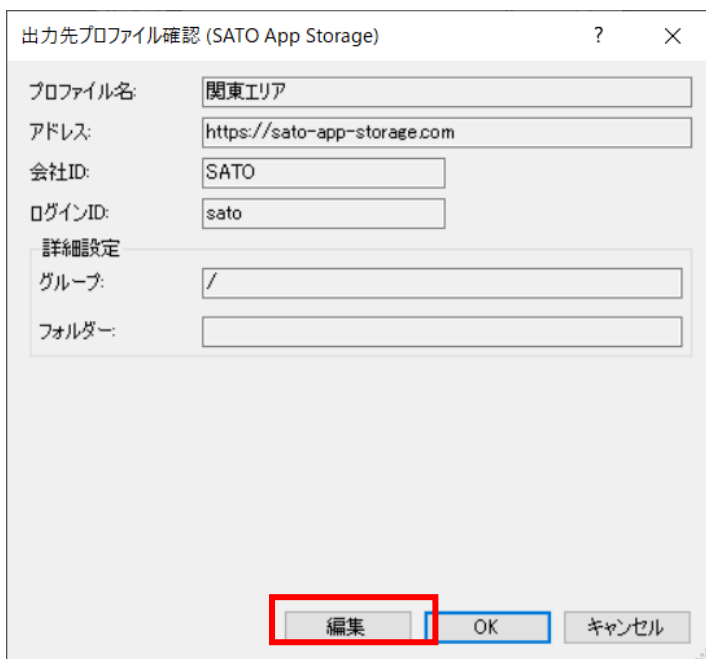 出力先プロファイル確認 (SATO App Storage) ? ×
プロファイル名: 関東エリア
アドレス: https://sato-app-storage.com
会社ID: SATO
ログインID: sato
詳細設定
グループ: /
フォルダー:
編集 OK キャンセル